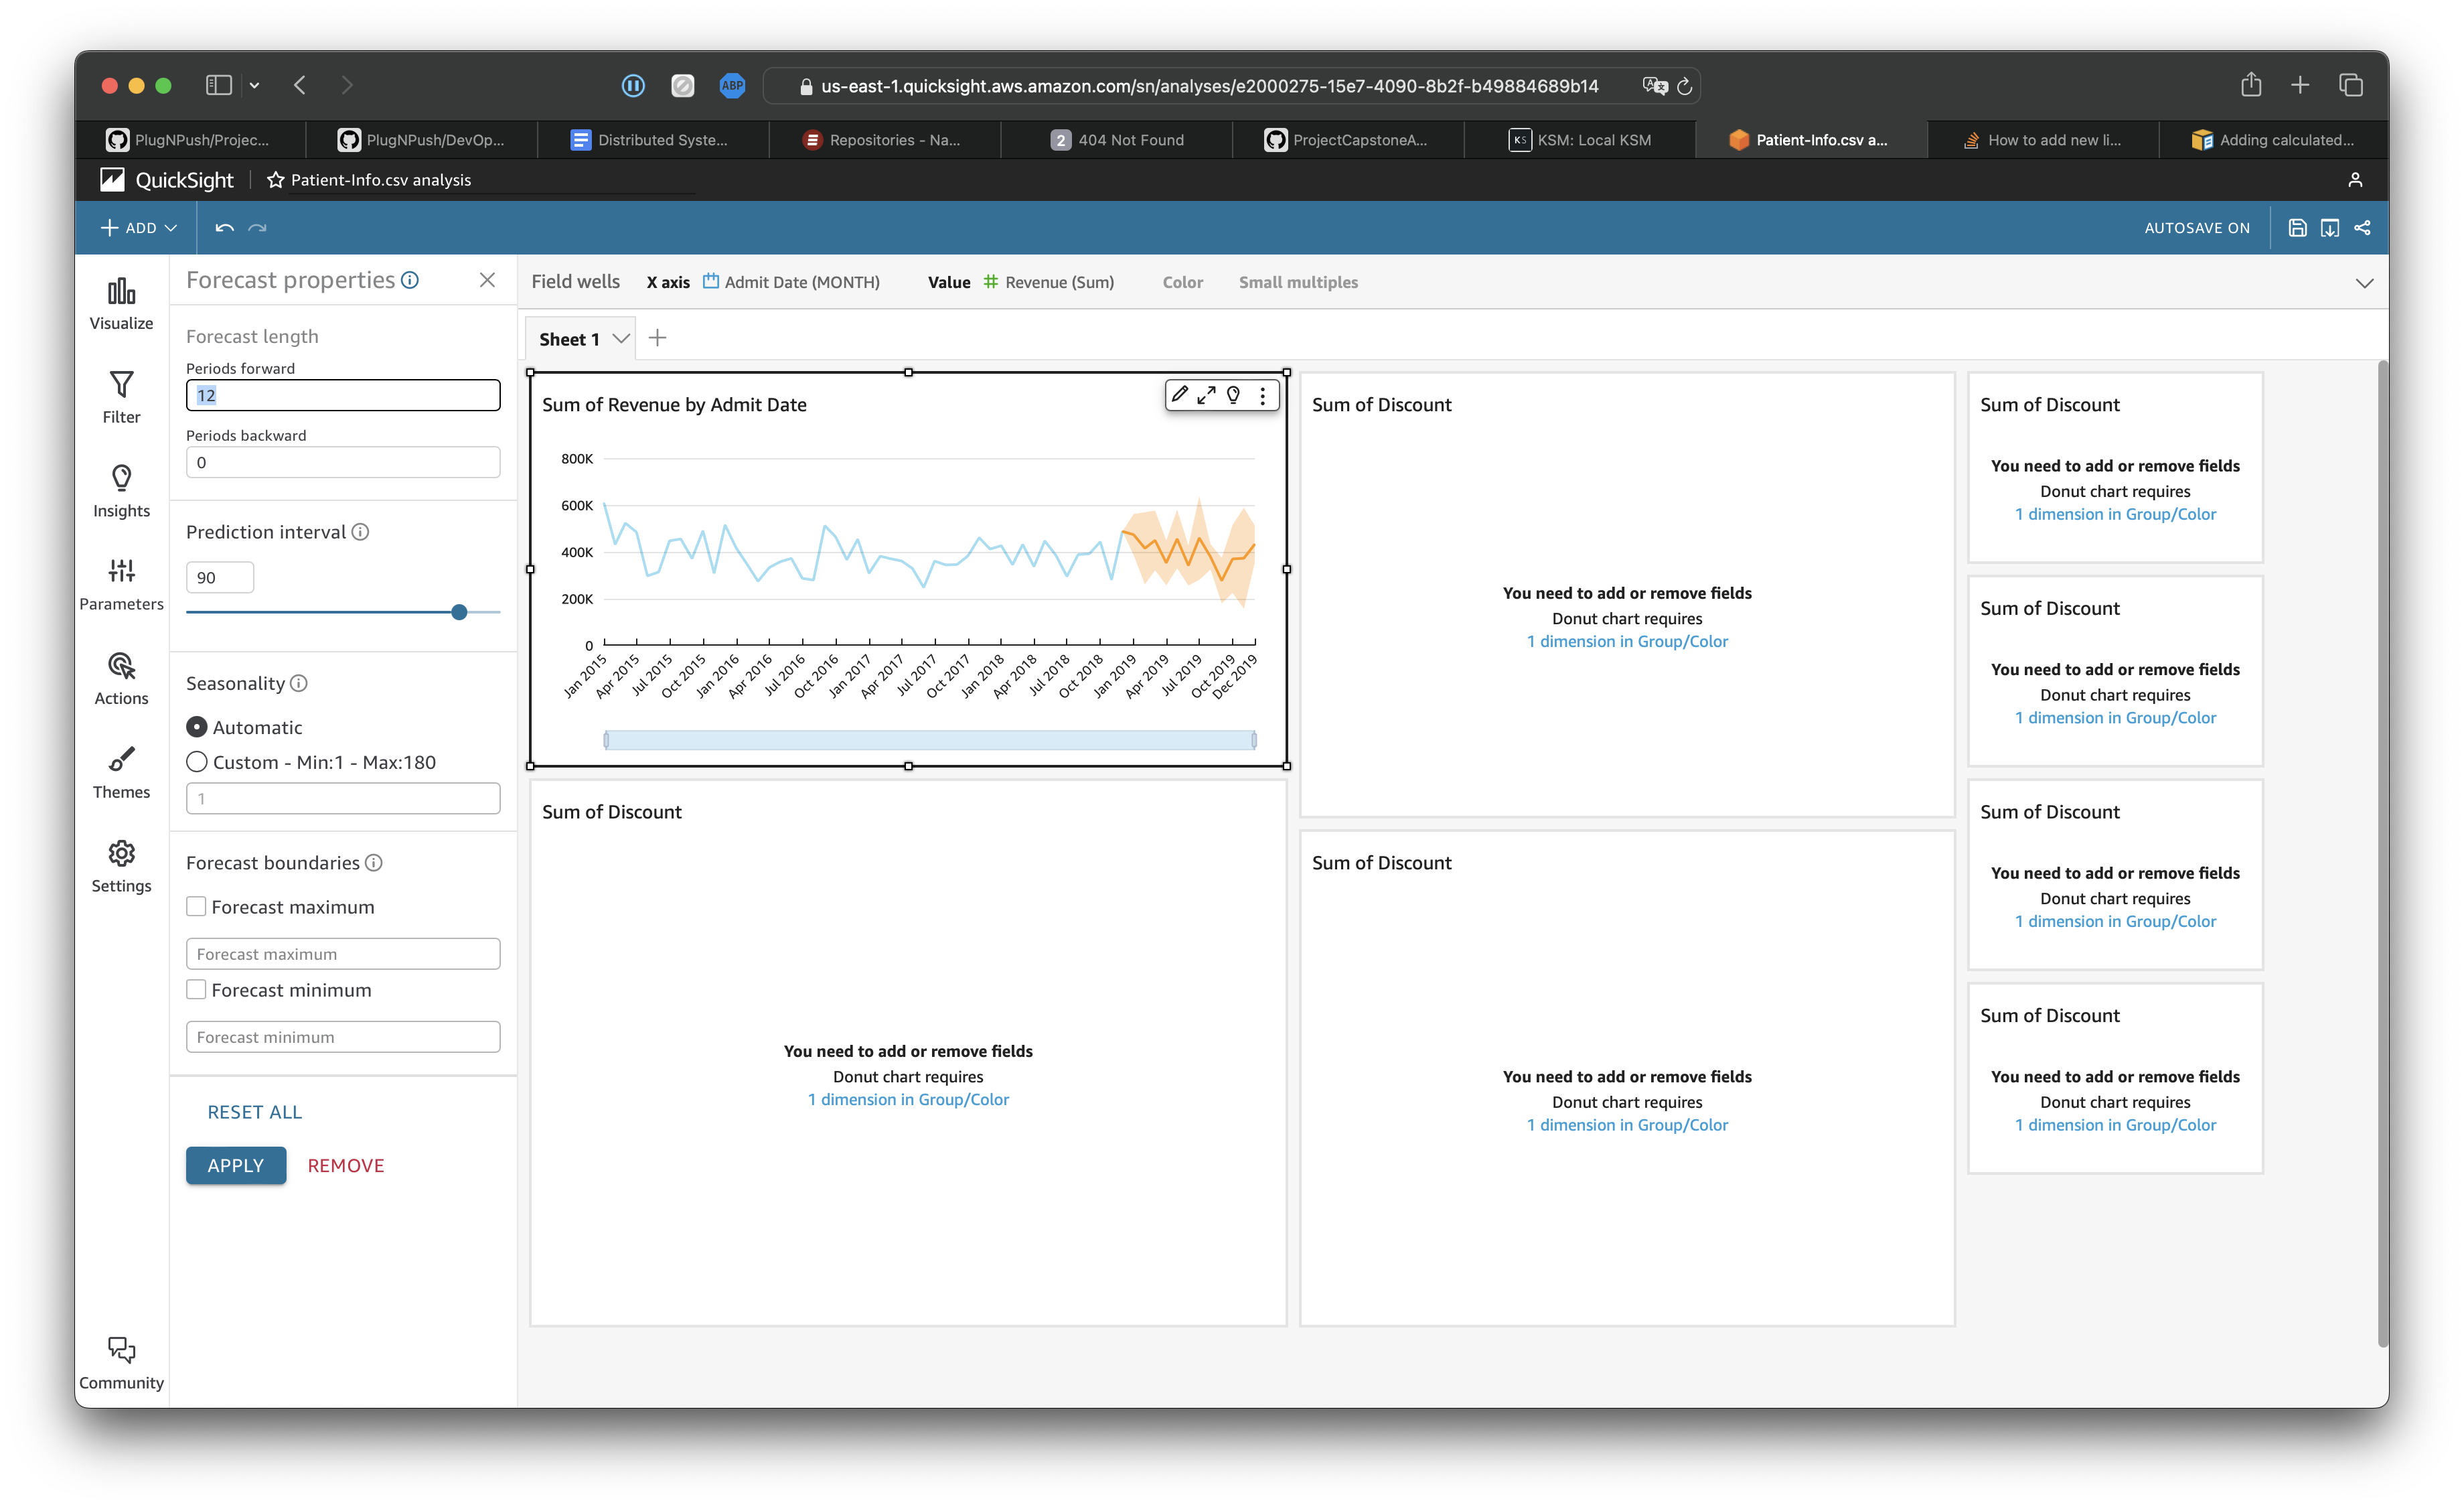 ABP
us-east-1.quicksight.aws.amazon.com/sn/analyses/e2000275-15e7-4090-8b2f-b49884689b14
PlugNPush/Projec...
PlugNPush/DevOp...
Distributed Syste...
Repositories - Na...
2 404 Not Found
ProjectCapstoneA...
KS KSM: Local KSM
Patient-Info.csv a...
How to add new li...
Adding calculated...
QuickSight
Patient-Info.csv analysis
ADD
AUTOSAVE ON
Visualize
Filter
Insights
Parameters
Actions
Themes
Settings
Community
Forecast properties
Forecast length
Periods forward
12
Periods backward
0
Prediction interval
90
Seasonality
Automatic
Custom - Min:1 - Max:180
1
Forecast boundaries
Forecast maximum
Forecast maximum
Forecast minimum
Forecast minimum
RESET ALL
APPLY REMOVE
Field wells X axis Admit Date (MONTH) Value Revenue (Sum) Color Small multiples
Sheet 1
Sum of Revenue by Admit Date
800K
600K
400K
200K
0
Jan 2015
Apr 2015
Jul 2015
Oct 2015
Jan 2016
Apr 2016
Jul 2016
Oct 2016
Jan 2017
Apr 2017
Jul 2017
Oct 2017
Jan 2018
Apr 2018
Jul 2018
Oct 2018
Jan 2019
Apr 2019
Jul 2019
Oct 2019
Dec 2019
Sum of Discount
You need to add or remove fields
Donut chart requires
1 dimension in Group/Color
Sum of Discount
You need to add or remove fields
Donut chart requires
1 dimension in Group/Color
Sum of Discount
You need to add or remove fields
Donut chart requires
1 dimension in Group/Color
Sum of Discount
You need to add or remove fields
Donut chart requires
1 dimension in Group/Color
Sum of Discount
You need to add or remove fields
Donut chart requires
1 dimension in Group/Color
Sum of Discount
You need to add or remove fields
Donut chart requires
1 dimension in Group/Color
Sum of Discount
You need to add or remove fields
Donut chart requires
1 dimension in Group/Color